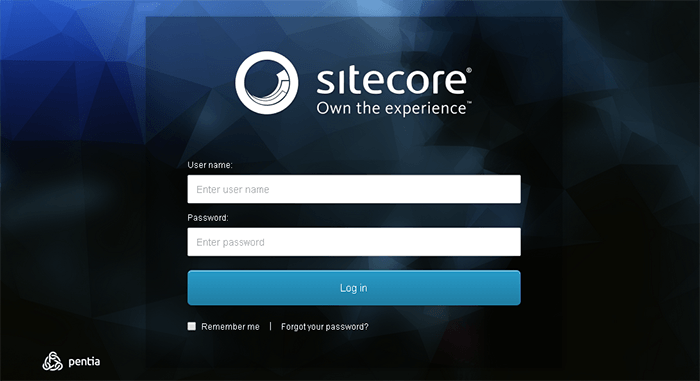 sitecore®
Own the experience™
User name:
Enter user name
Password:
Enter password
Log in
Remember me | Forgot your password?
pentia